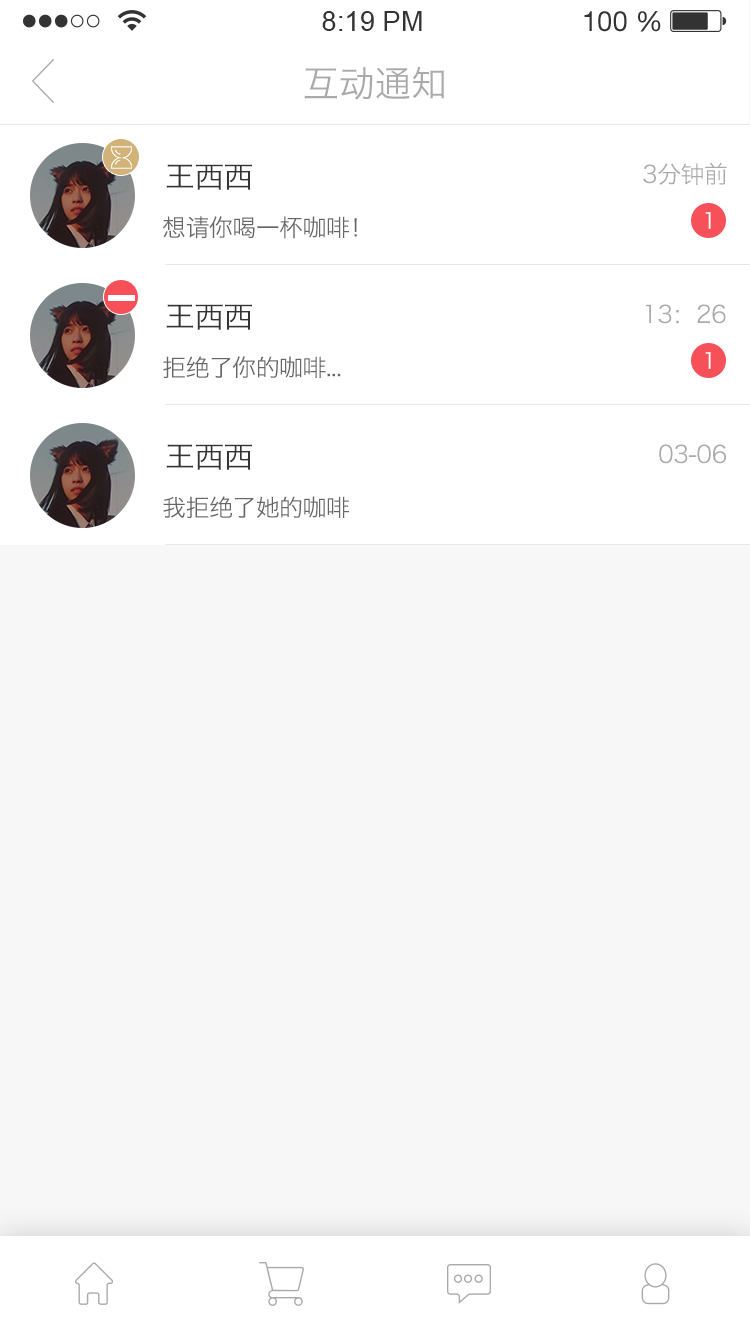 8:19 PM
100 %
互动通知
王西西
3分钟前
想请你喝一杯咖啡!
1
王西西
13: 26
拒绝了你的咖啡...
1
王西西
03-06
我拒绝了她的咖啡